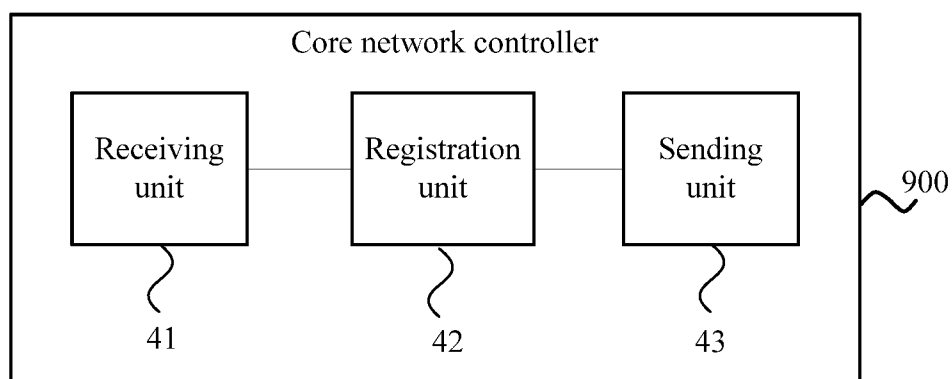 Core network controller
Receiving
unit
Registration
unit
Sending
unit
900
41
42
43